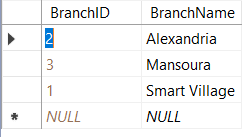 BranchID BranchName
2 Alexandria
3 Mansoura
1 Smart Village
* NULL NULL